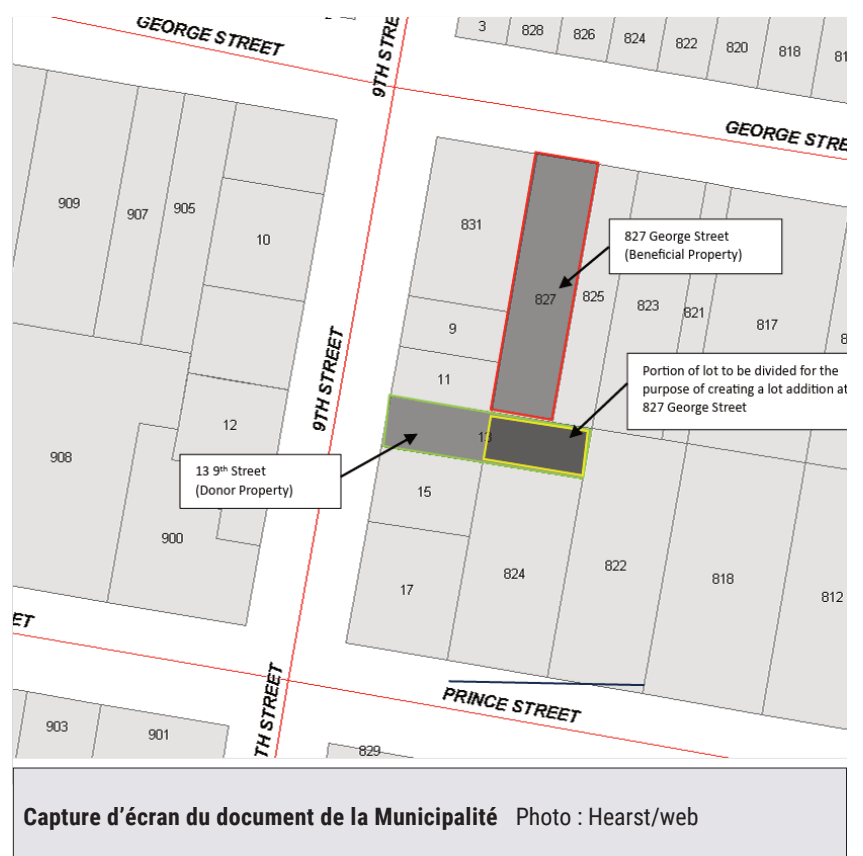 GEORGE STREET
9TH STREET
3
828
826
824
822
820
818
GEORGE STRE
909
907
905
10
831
827 George Street
(Beneficial Property)
827
825
823
821
817
9
11
9TH STREET
Portion of lot to be divided for the
purpose of creating a lot addition at
827 George Street
12
908
13 9th Street
(Donor Property)
15
900
17
824
822
818
812
ET
PRINCE STREET
TH STREET
903
901
829
Capture d'écran du document de la Municipalité Photo : Hearst/web